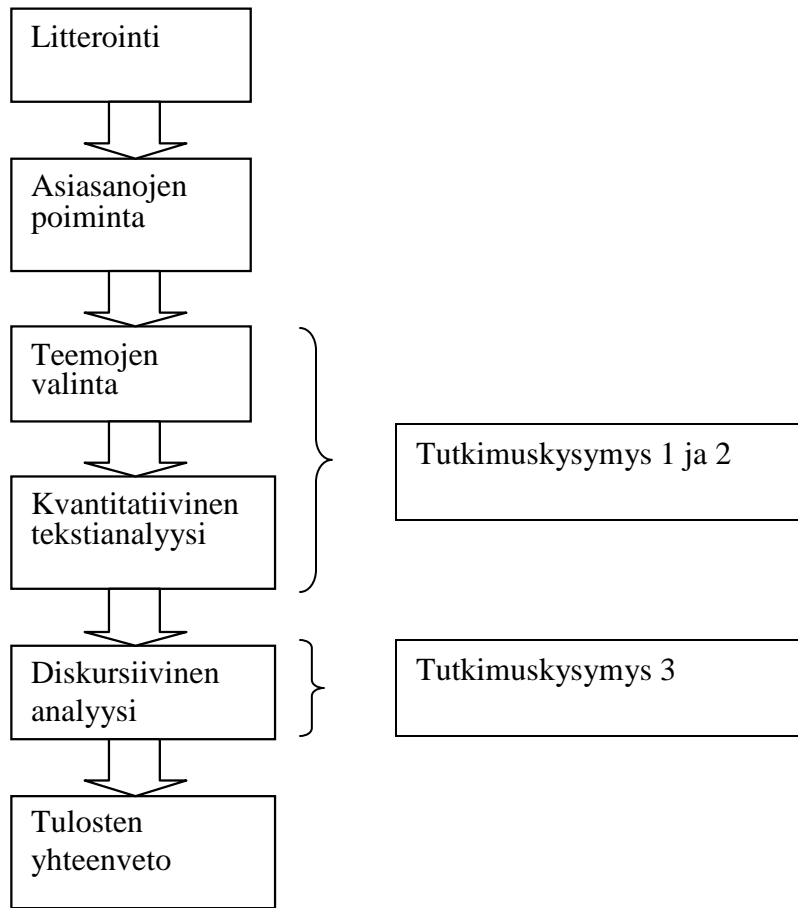 Litterointi
Asiasanojen
poiminta
Teemojen
valinta
Kvantitatiivinen
tekstianalyysi
Tutkimuskysymys 1 ja 2
Diskursiivinen
analyysi
Tutkimuskysymys 3
Tulosten
yhteenveto